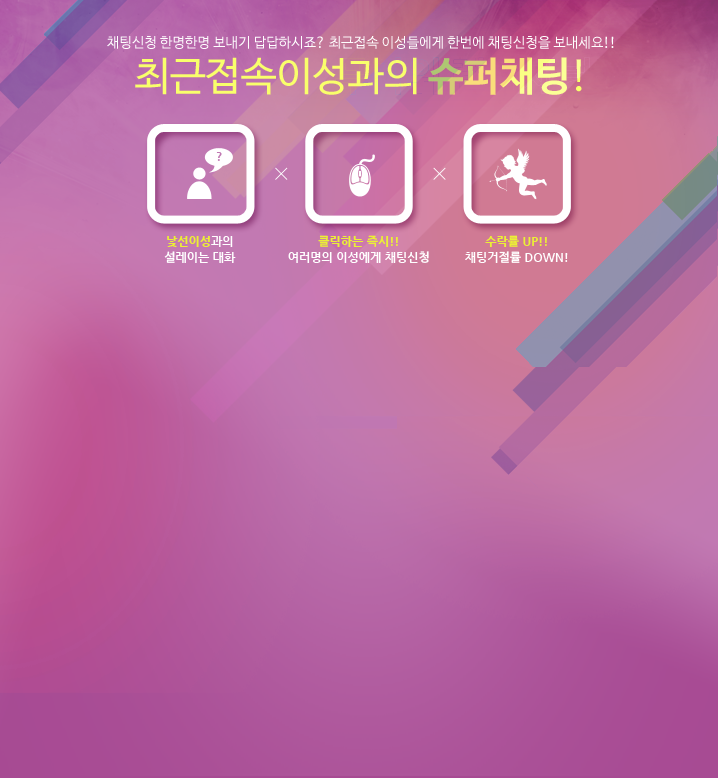 채팅신청 한명한명 보내기 답답하시죠? 최근접속 이성들에게 한번에 채팅신청을 보내세요!!
최근접속이성과의 슈퍼채팅!
?
낯선이성과의
설레이는 대화
클릭하는 즉시!!
여러명의 이성에게 채팅신청
수락률 UP!!
채팅거절률 DOWN!